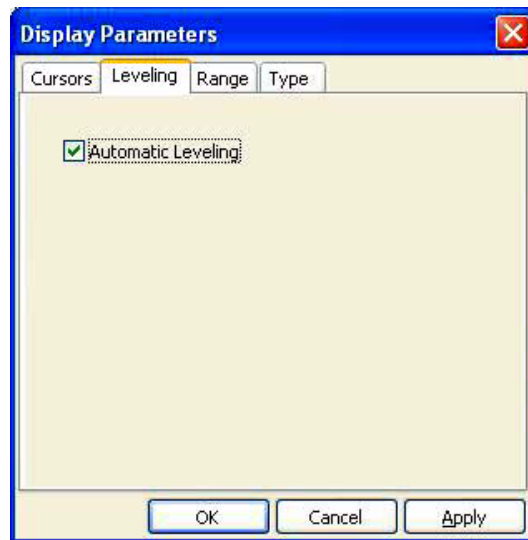 Display Parameters
Cursors Leveling Range Type
Automatic Leveling
OK Cancel Apply